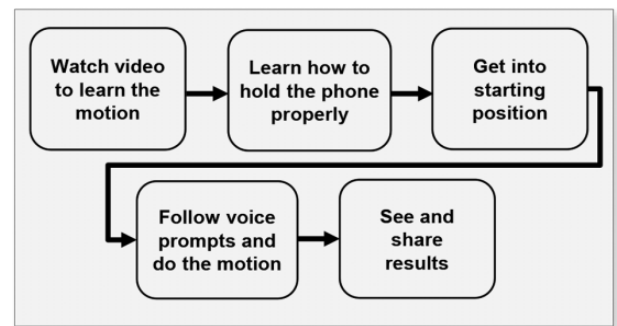 Watch video
to learn the
motion
Learn how to
hold the phone
properly
Get into
starting
position
Follow voice
prompts and
do the motion
See and
share
results